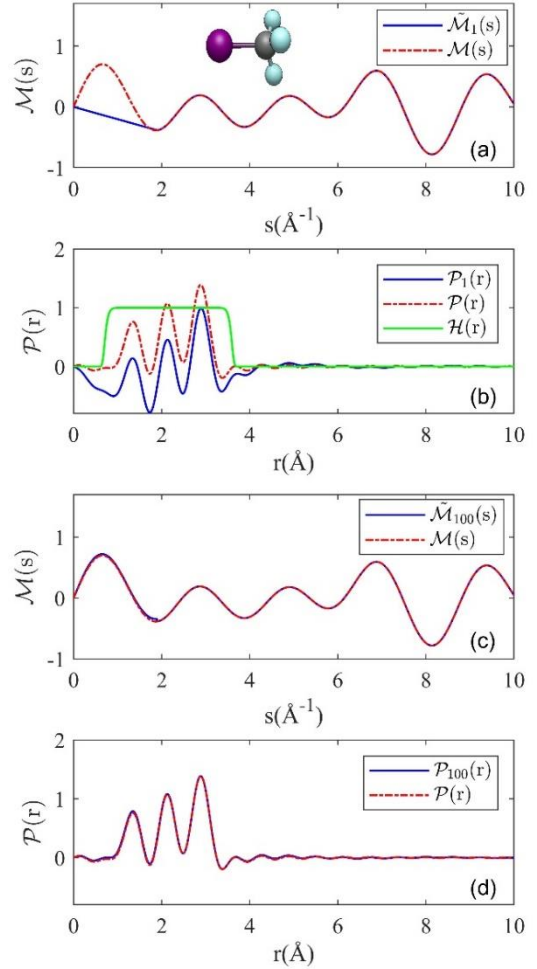 M̃₁(s)
M(s)
M(s)
1
0
-1
(a)
0 2 4 6 8 10
s(Å⁻¹)
P₁(r)
P(r)
H(r)
P(r)
2
1
0
(b)
0 2 4 6 8 10
r(Å)
M̃₁₀₀(s)
M(s)
M(s)
1
0
-1
(c)
0 2 4 6 8 10
s(Å⁻¹)
P₁₀₀(r)
P(r)
P(r)
2
1
0
(d)
0 2 4 6 8 10
r(Å)